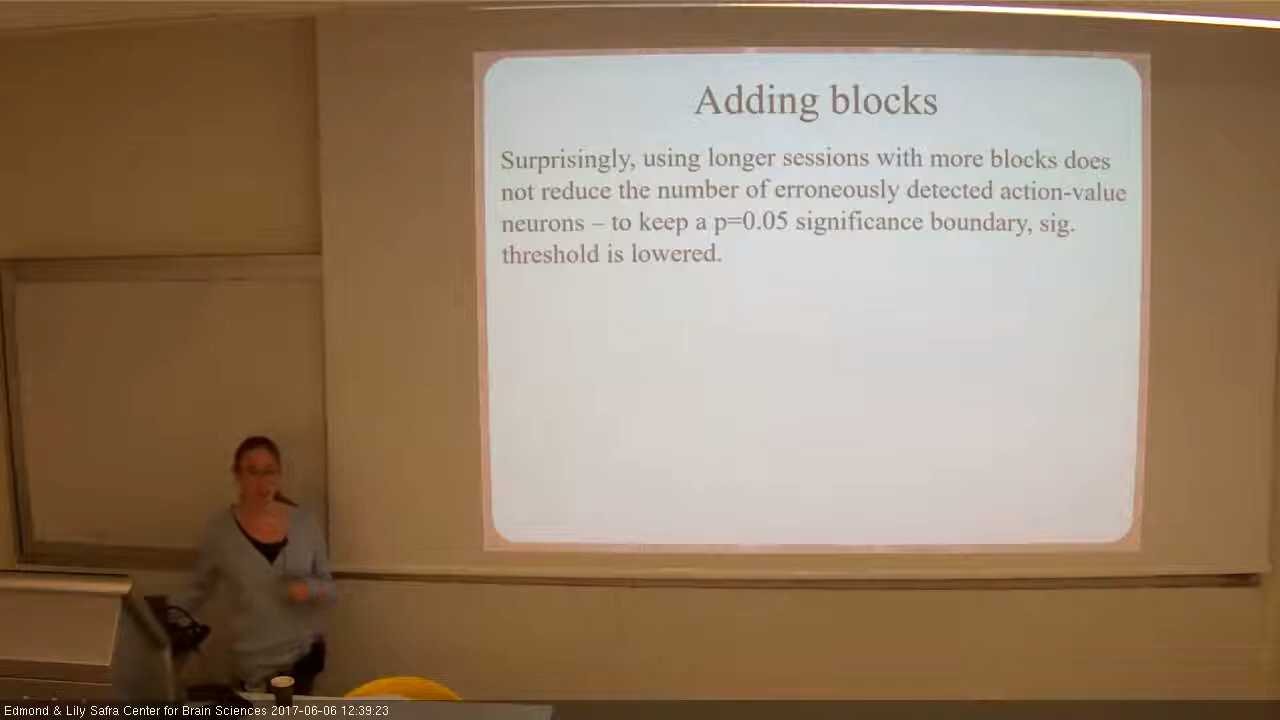 Adding blocks
Surprisingly, using longer sessions with more blocks does
not reduce the number of erroneously detected action-value
neurons – to keep a p=0.05 significance boundary, sig.
threshold is lowered.
Edmond & Lily Safra Center for Brain Sciences 2017-06-06 12:39:23